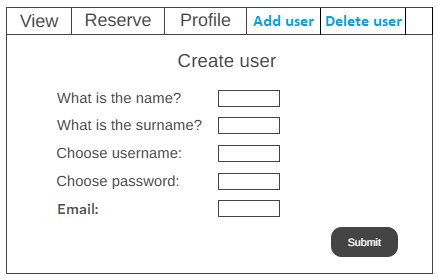 View Reserve Profile Add user Delete user
Create user
What is the name?
What is the surname?
Choose username:
Choose password:
Email:
Submit